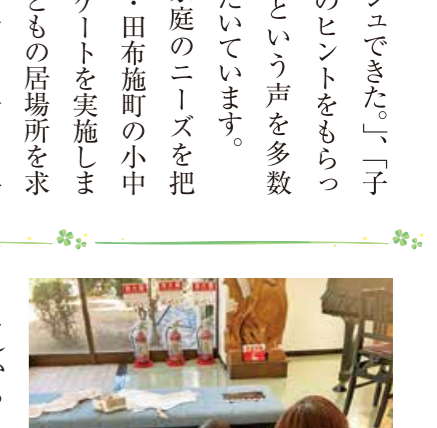 シュできた。」、「子
のヒントをもらっ
という声を多数
たいています。
家庭のニーズを把
・田布施町の小中
ケートを実施しま
どもの居場所を求